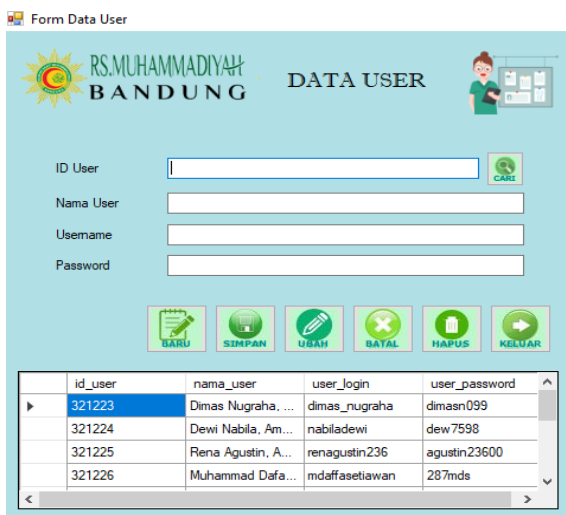 Form Data User
RS.MUHAMMADIYAH
BANDUNG
DATA USER
ID User
CARI
Nama User
Username
Password
BARU SIMPAN UBAH BATAL HAPUS KELUAR
id_user nama_user user_login user_password
321223 Dimas Nugraha, ... dimas_nugraha dimasn099
321224 Dewi Nabila, Am... nabiladewi dew7598
321225 Rena Agustin, A... renagustin236 agustin23600
321226 Muhammad Dafa... mdaffasetiawan 287mds